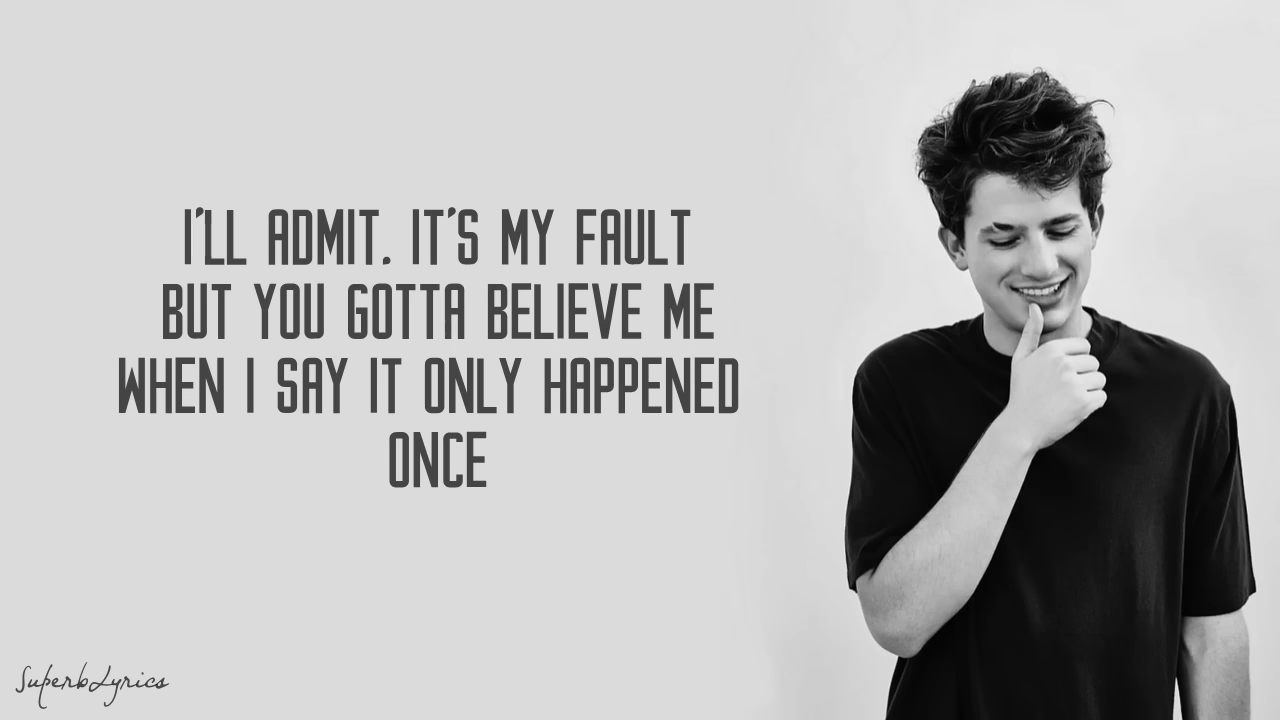 I'LL ADMIT. IT'S MY FAULT
BUT YOU GOTTA BELIEVE ME
WHEN I SAY IT ONLY HAPPENED
ONCE
SuperbLyrics